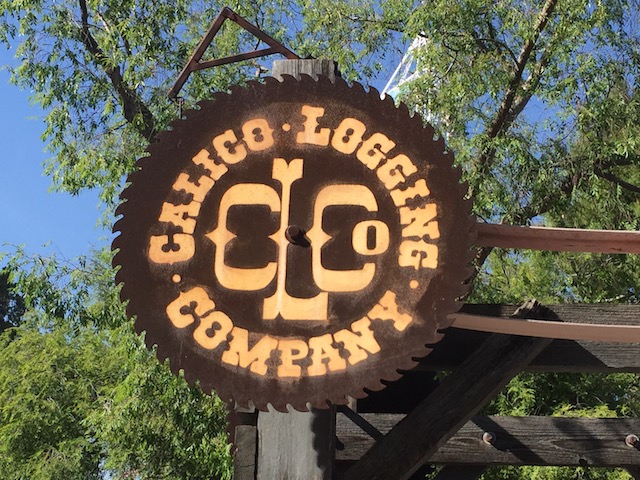 CALICO · LOGGING
· COMPANY ·
CLCo